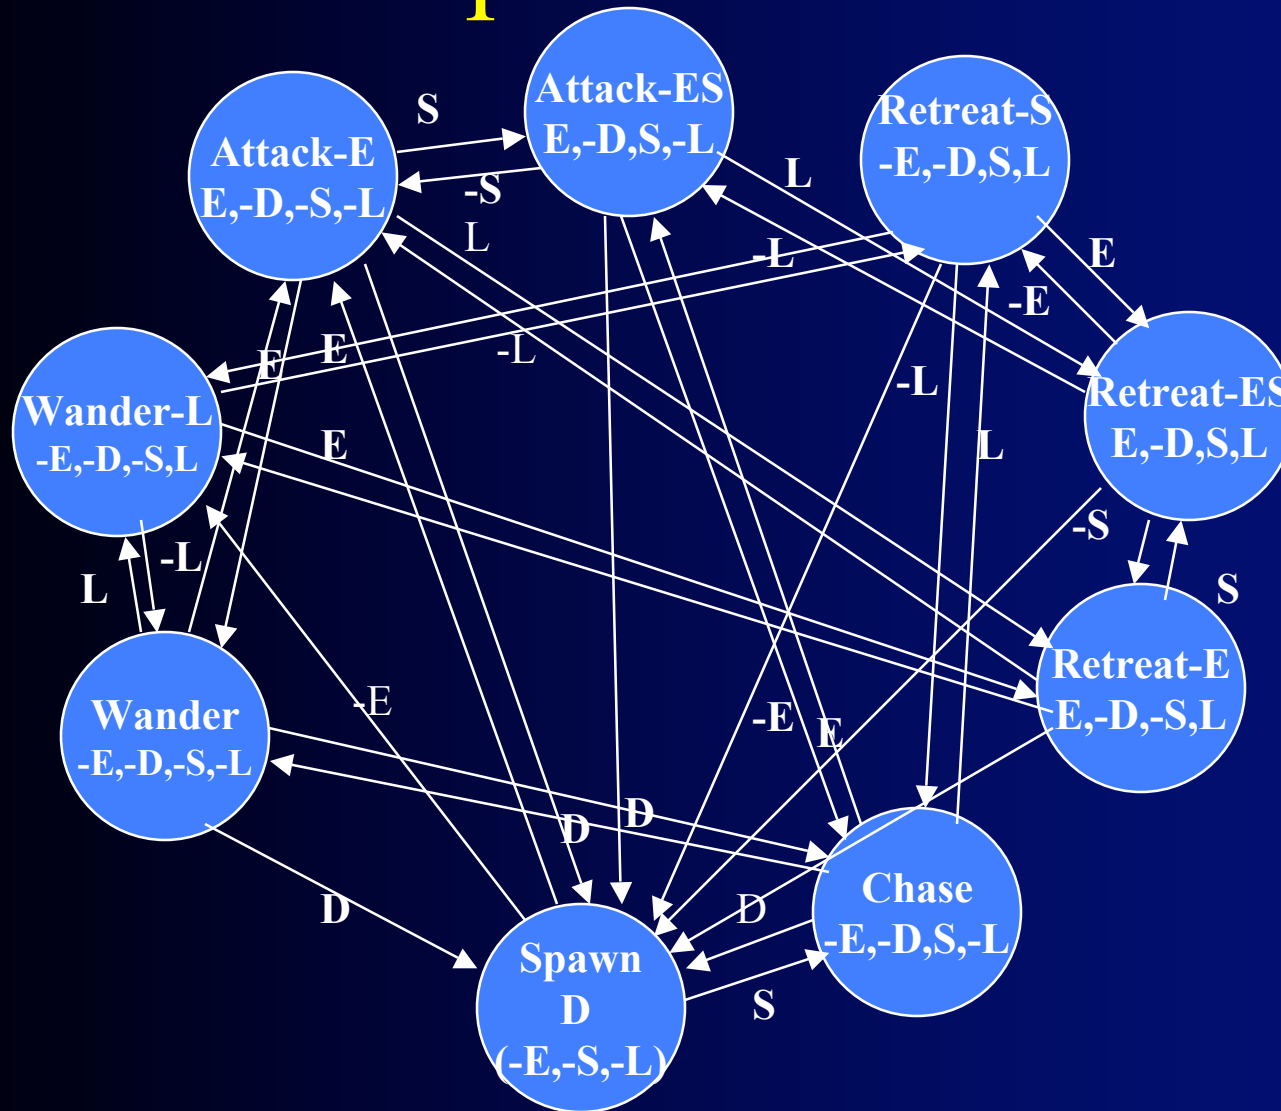 Attack-ES
E,-D,S,-L
Retreat-S
-E,-D,S,L
S
Attack-E
E,-D,-S,-L
-S
L
L
-L
E
-E
E
E
-L
-L
Retreat-ES
E,-D,S,L
Wander-L
-E,-D,-S,L
E
L
-S
-L
L
S
Retreat-E
E,-D,-S,L
Wander
-E,-D,-S,-L
-E
-E
E
D
D
D
D
Chase
-E,-D,S,-L
Spawn
D
(-E,-S,-L)
S